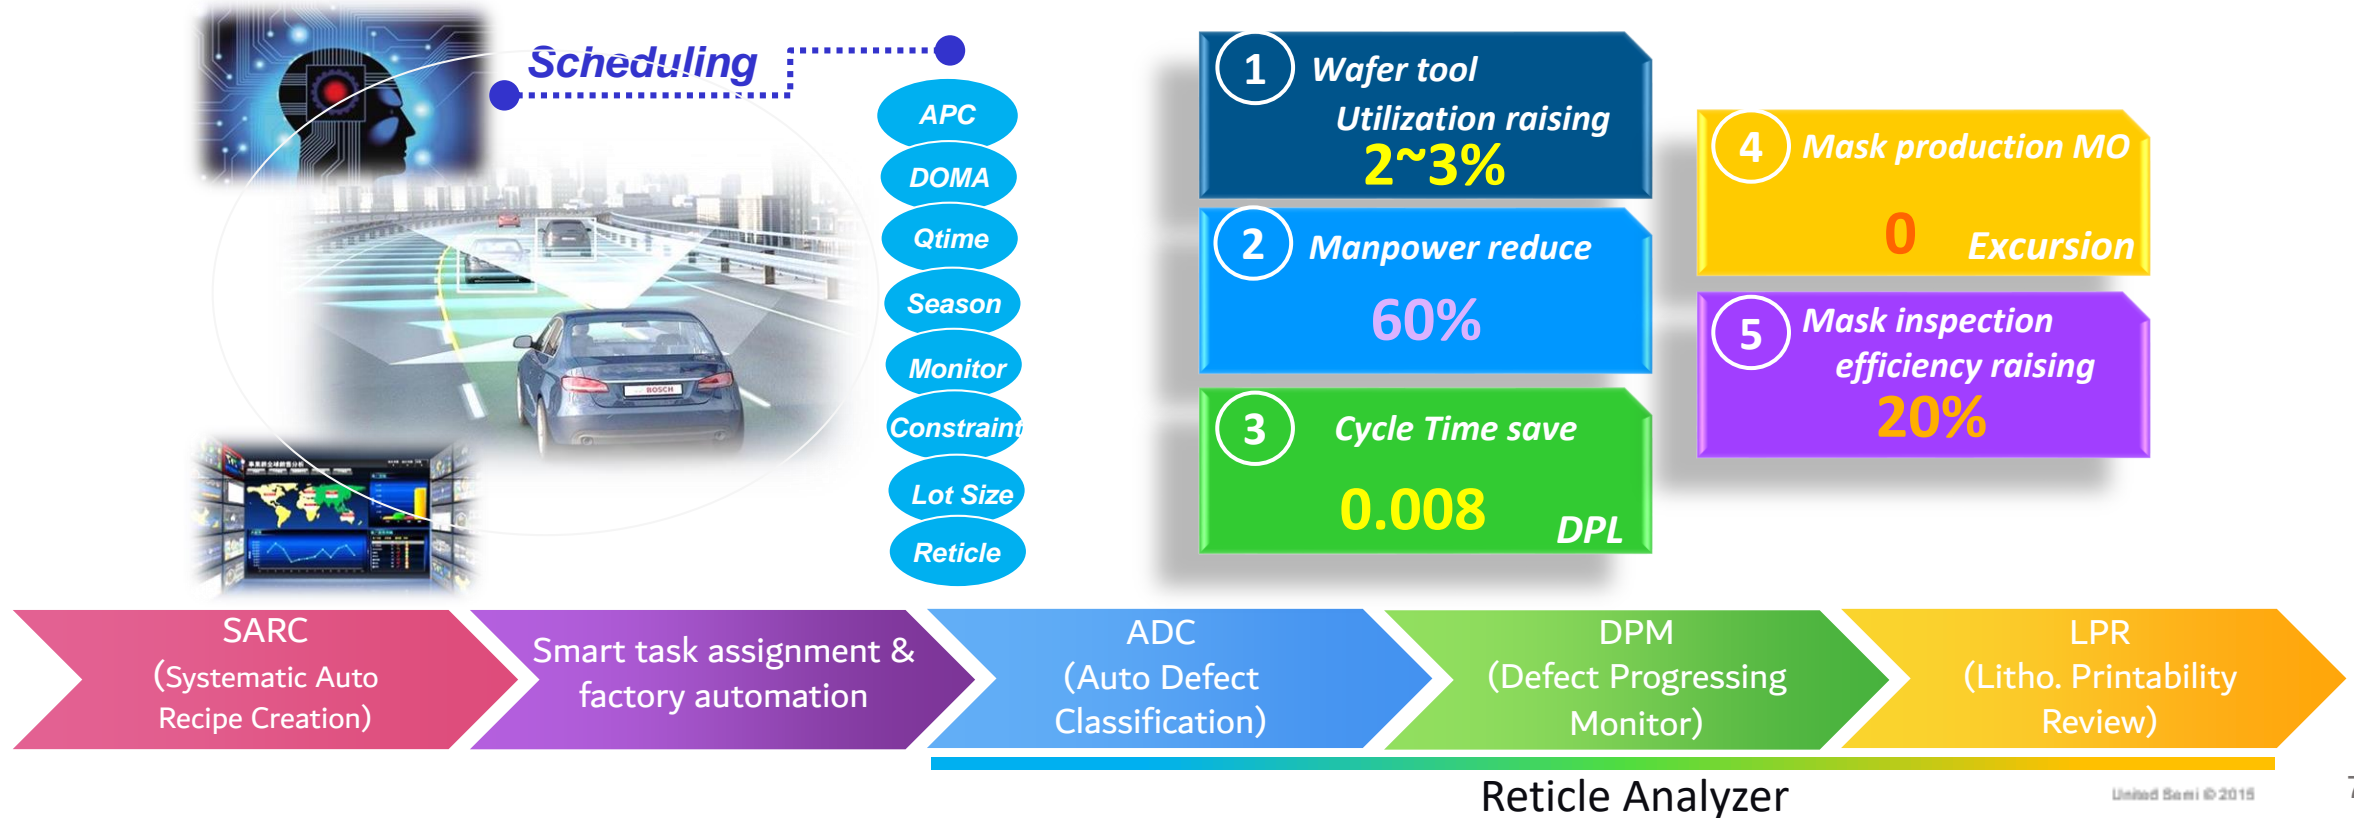 Scheduling
APC
DOMA
Qtime
Season
Monitor
Constraint
Lot Size
Reticle
BOSCH
1
Wafer tool
Utilization raising
2~3%
2
Manpower reduce
60%
3
Cycle Time save
0.008
DPL
4
Mask production MO
0
Excursion
5
Mask inspection
efficiency raising
20%
SARC
(Systematic Auto
Recipe Creation)
Smart task assignment &
factory automation
ADC
(Auto Defect
Classification)
DPM
(Defect Progressing
Monitor)
LPR
(Litho. Printability
Review)
Reticle Analyzer
United Semi © 2015